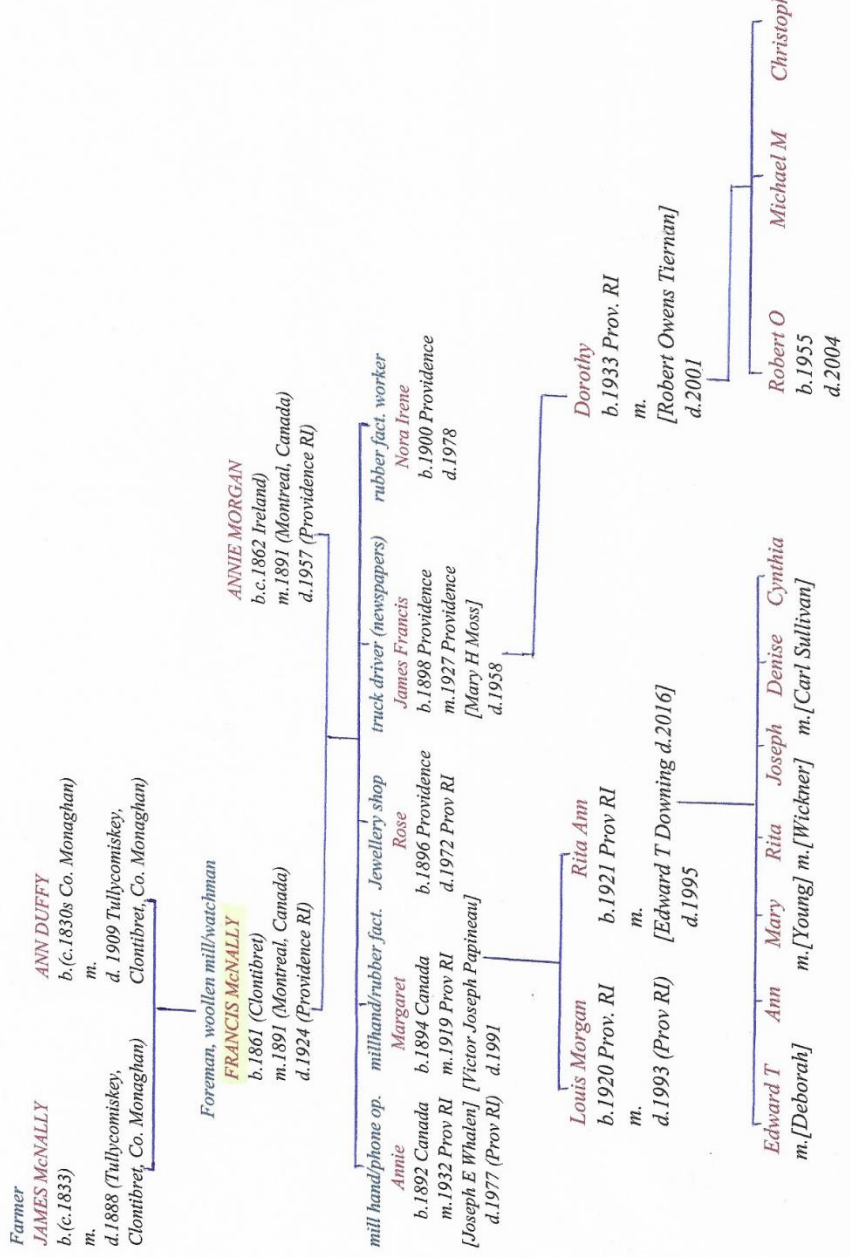 Farmer
JAMES McNALLY
b.(c.1833)
m.
d.1888 (Tullycomiskey,
Clontibret, Co. Monaghan)
ANN DUFFY
b.(c.1830s Co. Monaghan)
m.
d. 1909 Tullycomiskey,
Clontibret, Co. Monaghan)
Foreman, woollen mill/watchman
FRANCIS McNALLY
b.1861 (Clontibret)
m.1891 (Montreal, Canada)
d.1924 (Providence RI)
ANNIE MORGAN
b.c.1862 Ireland)
m.1891 (Montreal, Canada)
d.1957 (Providence RI)
mill hand/phone op.
Annie
b.1892 Canada
m.1932 Prov RI
[Joseph E Whalen]
d.1977 (Prov RI)
millhand/rubber fact.
Margaret
b.1894 Canada
m.1919 Prov RI
[Victor Joseph Papineau]
d.1991
Jewellery shop
Rose
b.1896 Providence
d.1972 Prov RI
truck driver (newspapers)
James Francis
b.1898 Providence
m.1927 Providence
[Mary H Moss]
d.1958
rubber fact. worker
Nora Irene
b.1900 Providence
d.1978
Louis Morgan
b.1920 Prov. RI
m.
d.1993 (Prov RI)
Rita Ann
b.1921 Prov RI
m.
[Edward T Downing d.2016]
d.1995
Dorothy
b.1933 Prov. RI
m.
[Robert Owens Tiernan]
d.2001
Edward T
m.[Deborah]
Ann
Mary
m.[Young]
Rita
m.[Wickner]
Joseph
Denise
m.[Carl Sullivan]
Cynthia
Robert O
b.1955
d.2004
Michael M